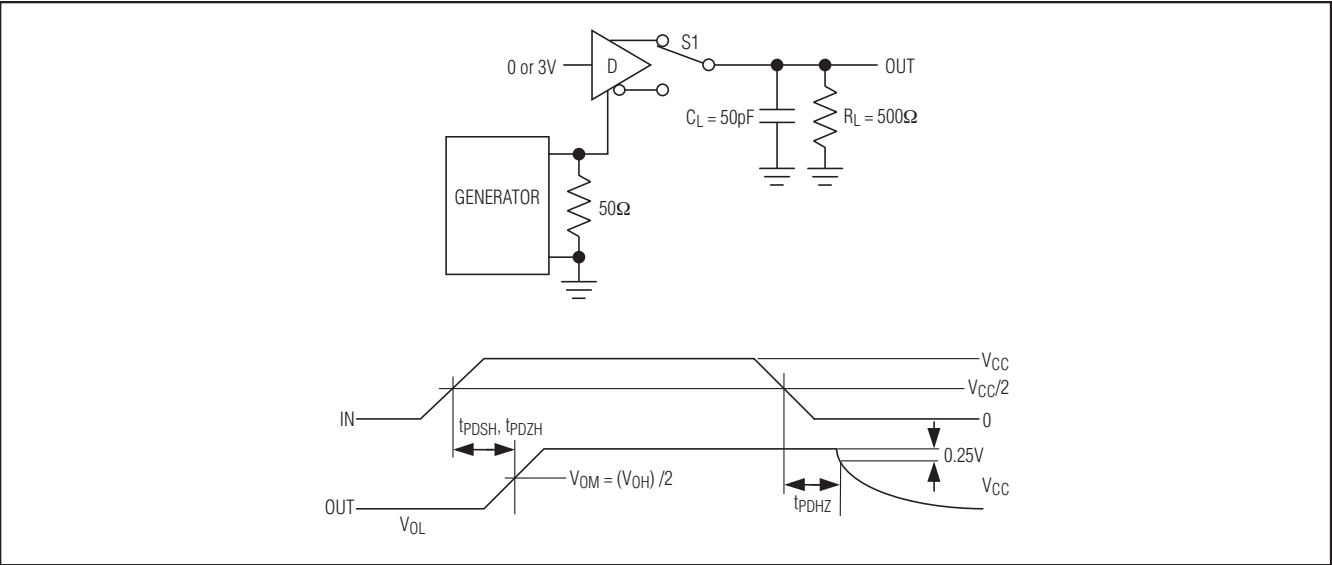 S1
0 or 3V
D
OUT
C_L = 50pF
R_L = 500Ω
GENERATOR
50Ω
V_CC
V_CC/2
IN
0
t_PDSH, t_PDZH
0.25V
V_OM = (V_OH) /2
V_CC
t_PDHZ
OUT
V_OL